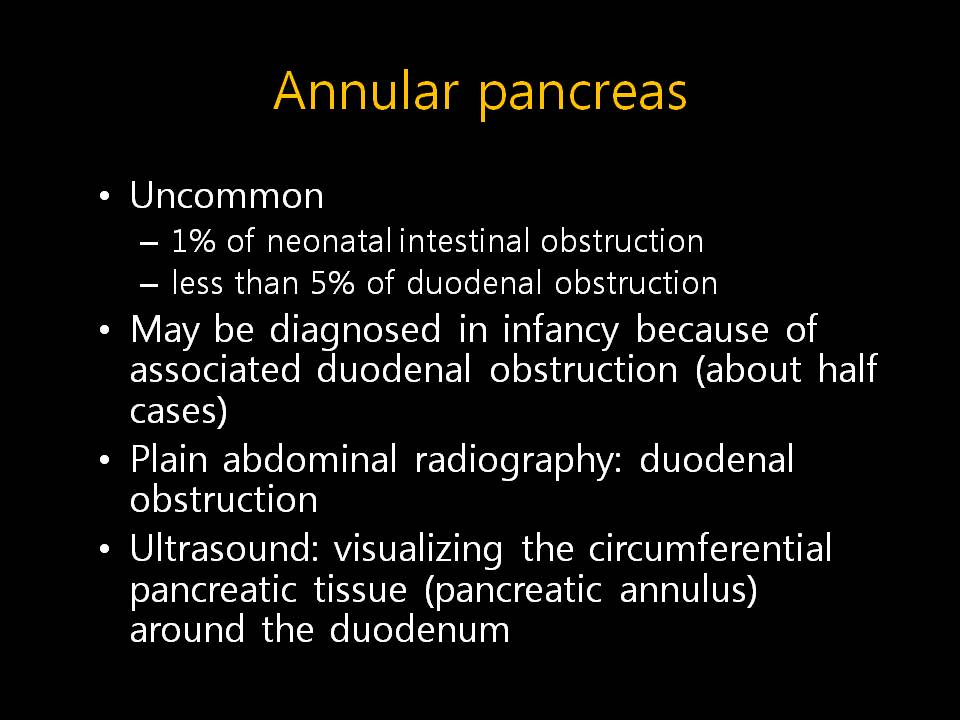 Annular pancreas
• Uncommon
– 1% of neonatal intestinal obstruction
– less than 5% of duodenal obstruction
• May be diagnosed in infancy because of
associated duodenal obstruction (about half
cases)
• Plain abdominal radiography: duodenal
obstruction
• Ultrasound: visualizing the circumferential
pancreatic tissue (pancreatic annulus)
around the duodenum